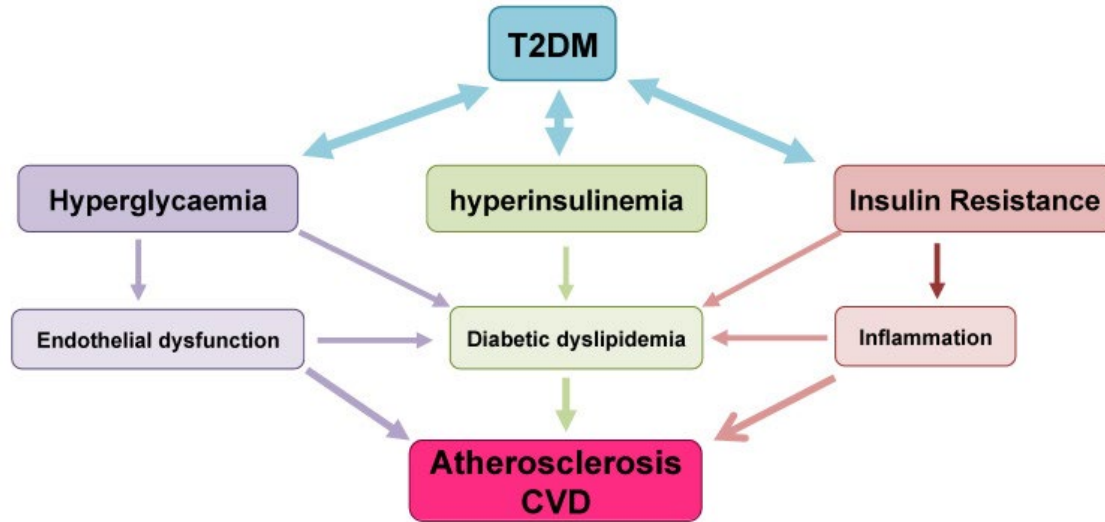 T2DM
Hyperglycaemia
hyperinsulinemia
Insulin Resistance
Endothelial dysfunction
Diabetic dyslipidemia
Inflammation
Atherosclerosis
CVD